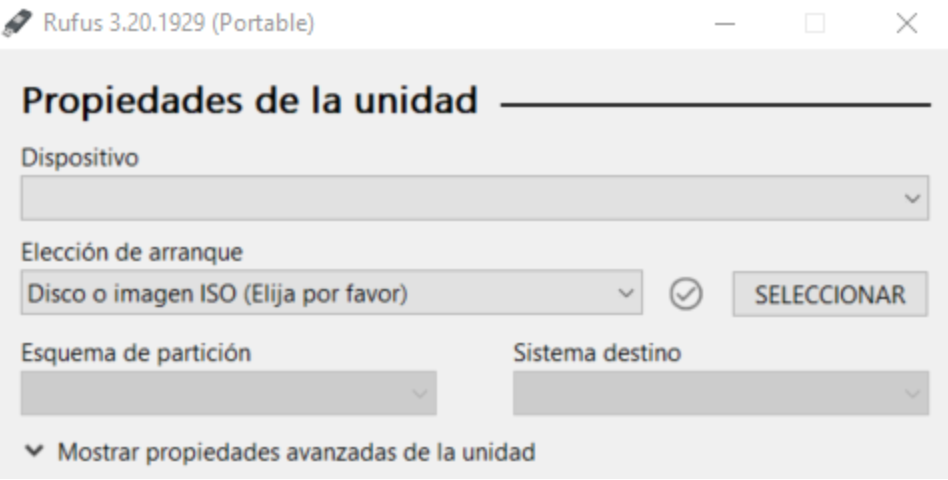 Rufus 3.20.1929 (Portable)
Propiedades de la unidad
Dispositivo
Elección de arranque
Disco o imagen ISO (Elija por favor)
SELECCIONAR
Esquema de partición
Sistema destino
Mostrar propiedades avanzadas de la unidad